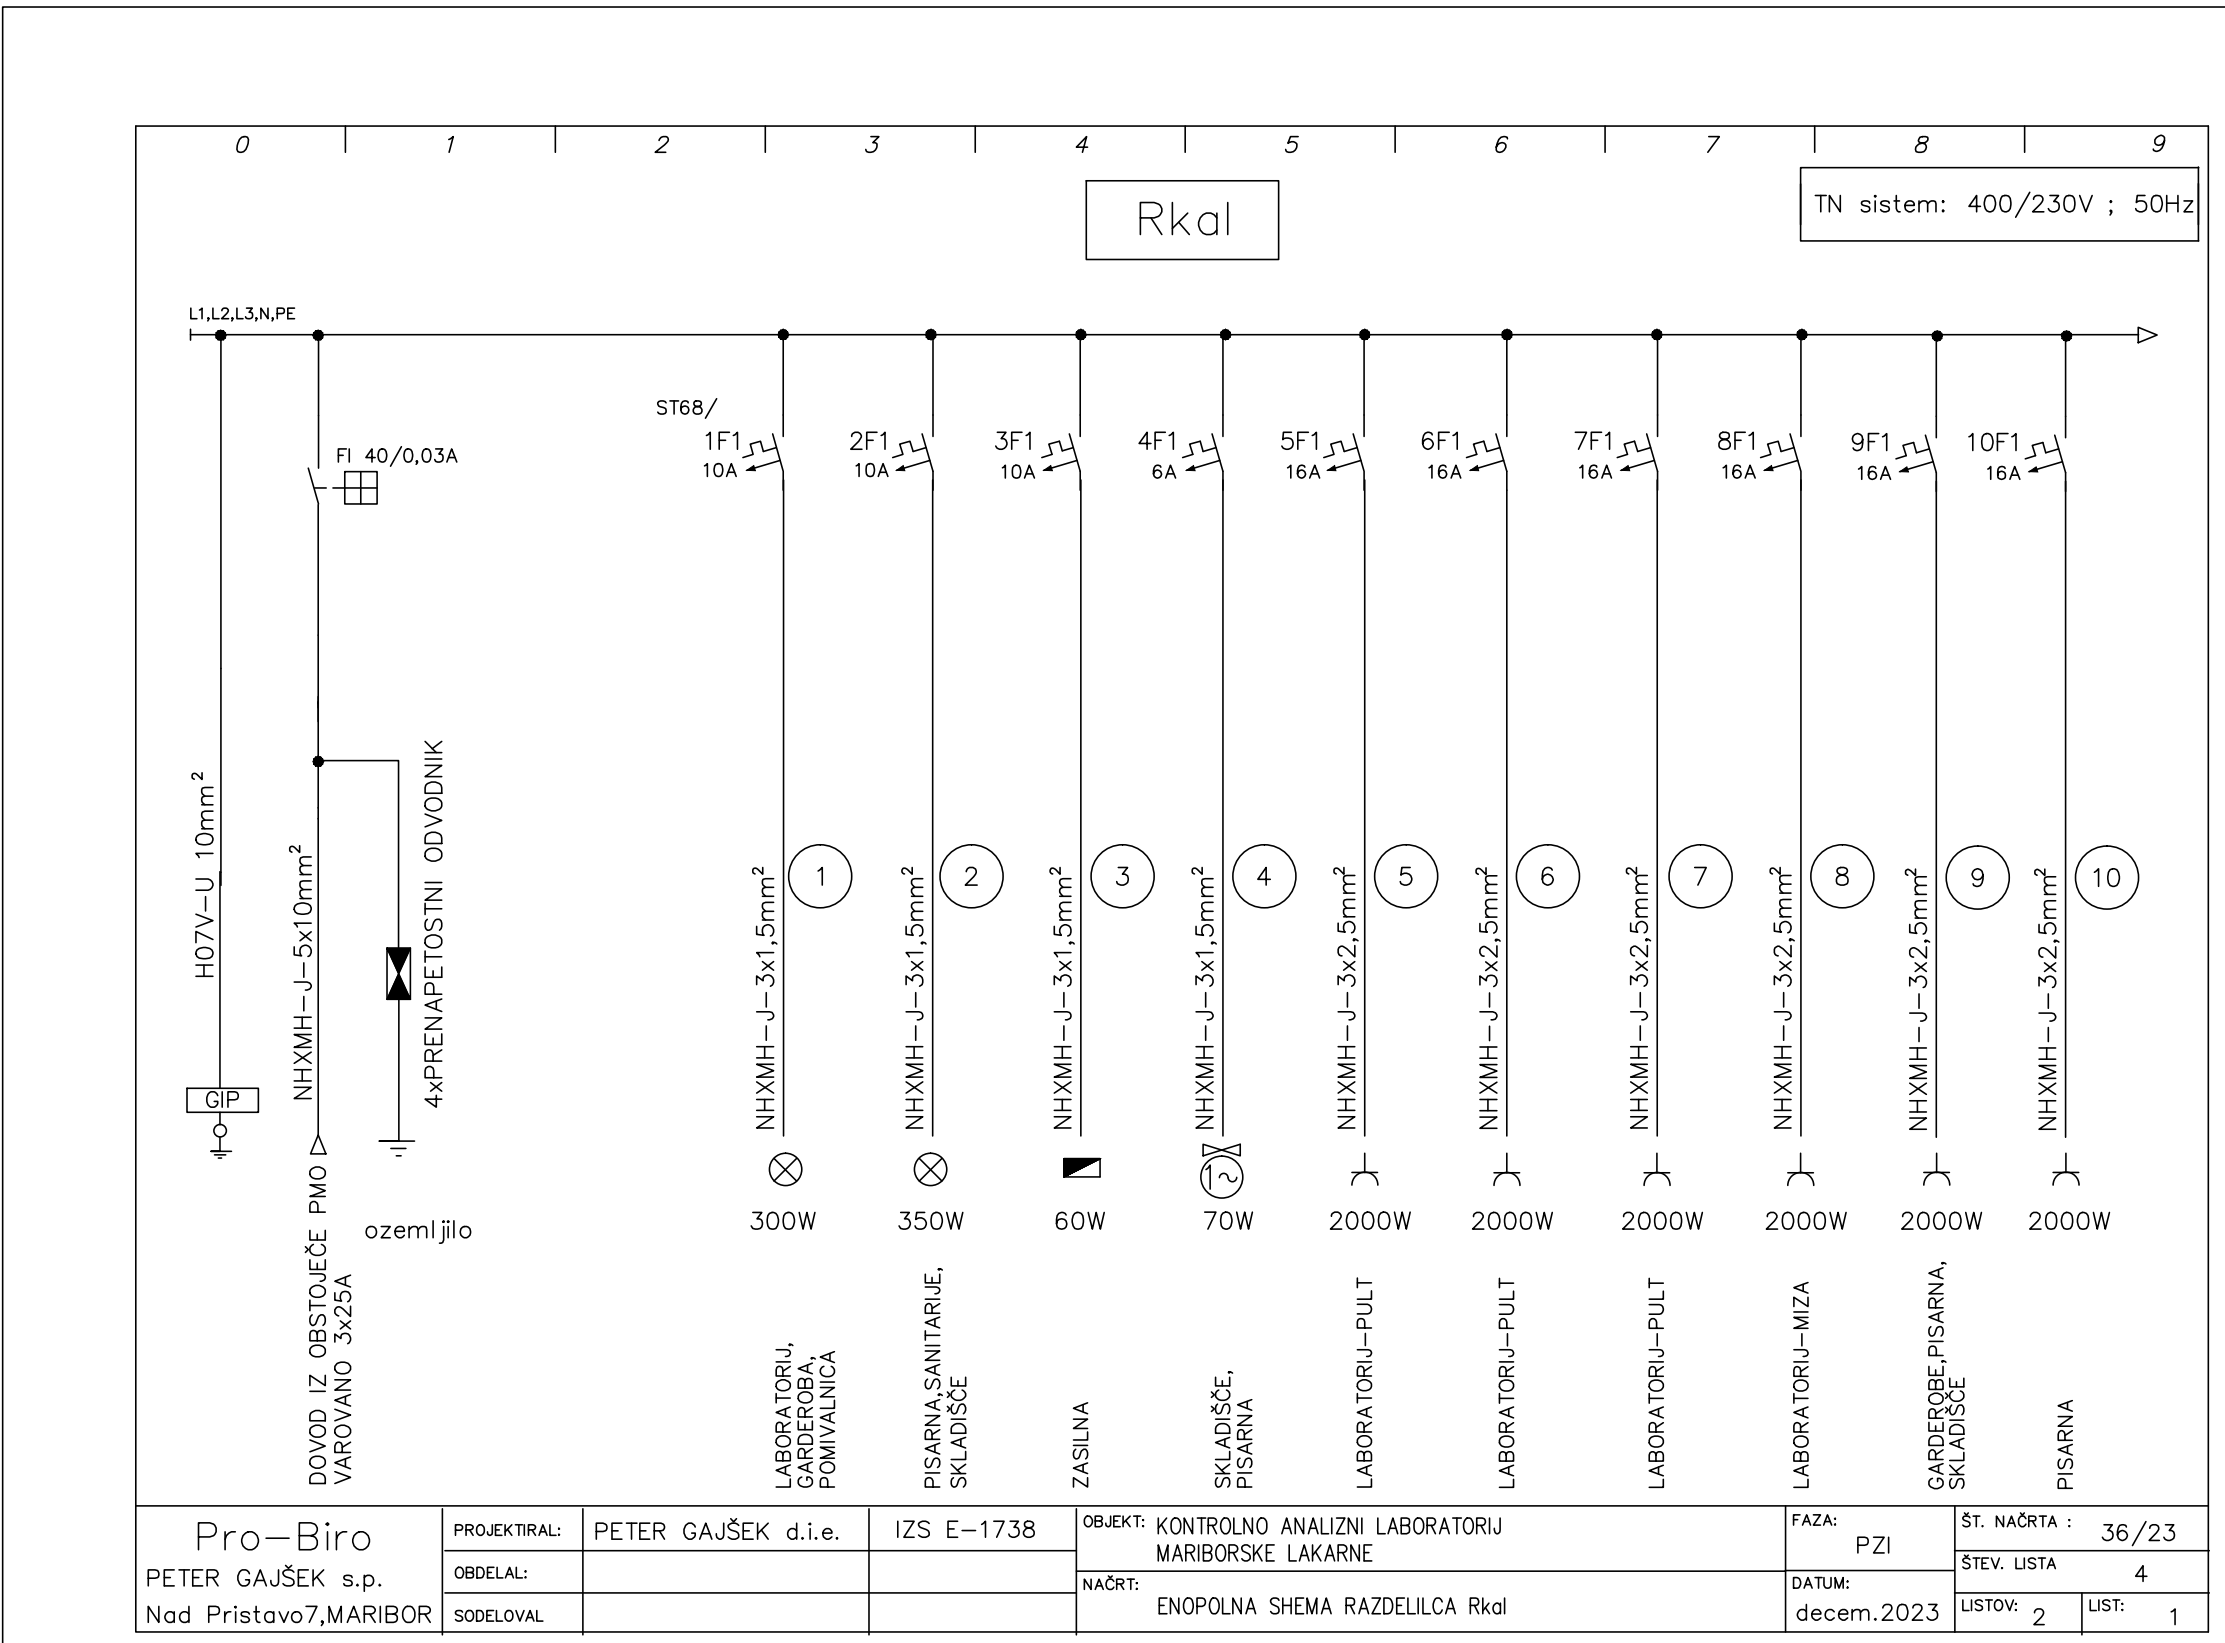 0 1 2 3 4 5 6 7 8 9
Rkal
TN sistem: 400/230V ; 50Hz
L1,L2,L3,N,PE
FI 40/0,03A
ST68/
1F1
10A
2F1
10A
3F1
10A
4F1
6A
5F1
16A
6F1
16A
7F1
16A
8F1
16A
9F1
16A
10F1
16A
H07V-U 10mm²
GIP
NHXMH-J-5x10mm²
DOVOD IZ OBSTOJEČE PMO
VAROVANO 3x25A
4xPRENAPETOSTNI ODVODNIK
ozemljilo
NHXMH-J-3x1,5mm²
1
300W
LABORATORIJ,
GARDEROBA,
POMIVALNICA
NHXMH-J-3x1,5mm²
2
350W
PISARNA,SANITARIJE,
SKLADIŠČE
NHXMH-J-3x1,5mm²
3
60W
ZASILNA
NHXMH-J-3x1,5mm²
4
1~
70W
SKLADIŠČE,
PISARNA
NHXMH-J-3x2,5mm²
5
2000W
LABORATORIJ-PULT
NHXMH-J-3x2,5mm²
6
2000W
LABORATORIJ-PULT
NHXMH-J-3x2,5mm²
7
2000W
LABORATORIJ-PULT
NHXMH-J-3x2,5mm²
8
2000W
LABORATORIJ-MIZA
NHXMH-J-3x2,5mm²
9
2000W
GARDEROBE,PISARNA,
SKLADIŠČE
NHXMH-J-3x2,5mm²
10
2000W
PISARNA
Pro-Biro
PETER GAJŠEK s.p.
Nad Pristavo7,MARIBOR
PROJEKTIRAL: PETER GAJŠEK d.i.e. IZS E-1738
OBDELAL:
SODELOVAL
OBJEKT: KONTROLNO ANALIZNI LABORATORIJ
MARIBORSKE LAKARNE
NAČRT:
ENOPOLNA SHEMA RAZDELILCA Rkal
FAZA:
PZI
DATUM:
decem.2023
ŠT. NAČRTA : 36/23
ŠTEV. LISTA 4
LISTOV: 2 LIST: 1